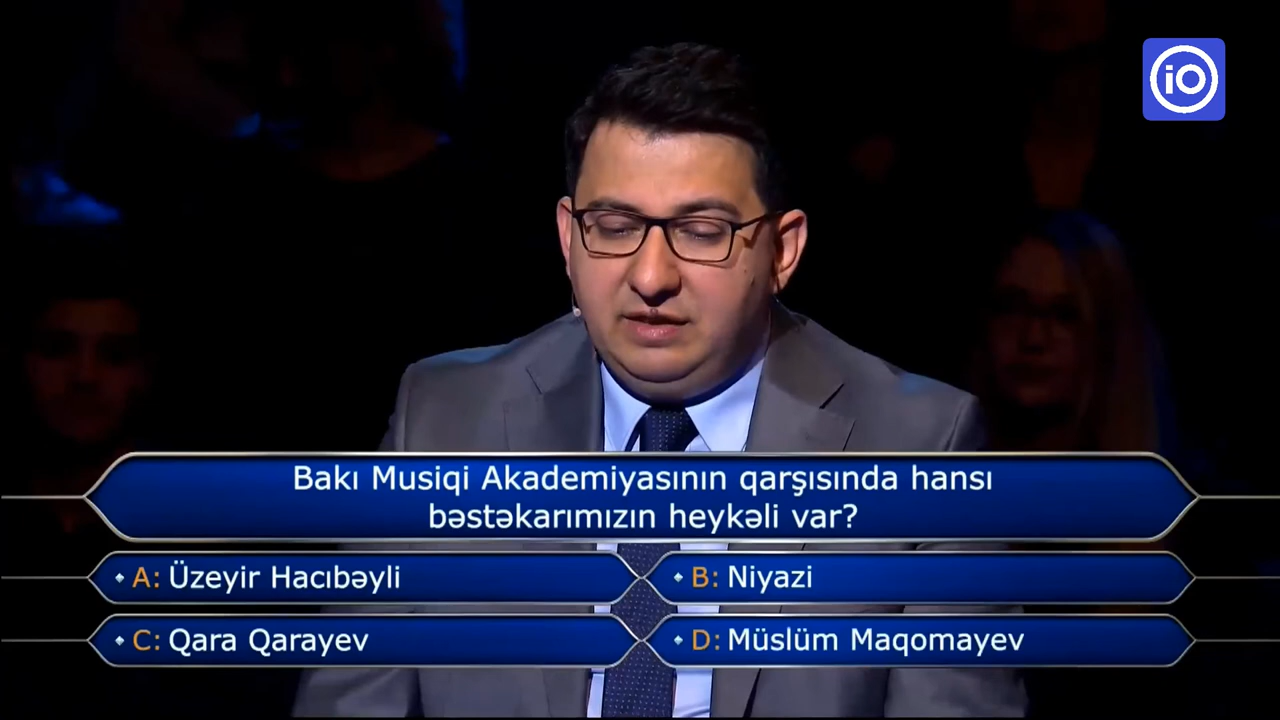 iO
Bakı Musiqi Akademiyasının qarşısında hansı
bəstəkarımızın heykəli var?
A: Üzeyir Hacıbəyli
B: Niyazi
C: Qara Qarayev
D: Müslüm Maqomayev